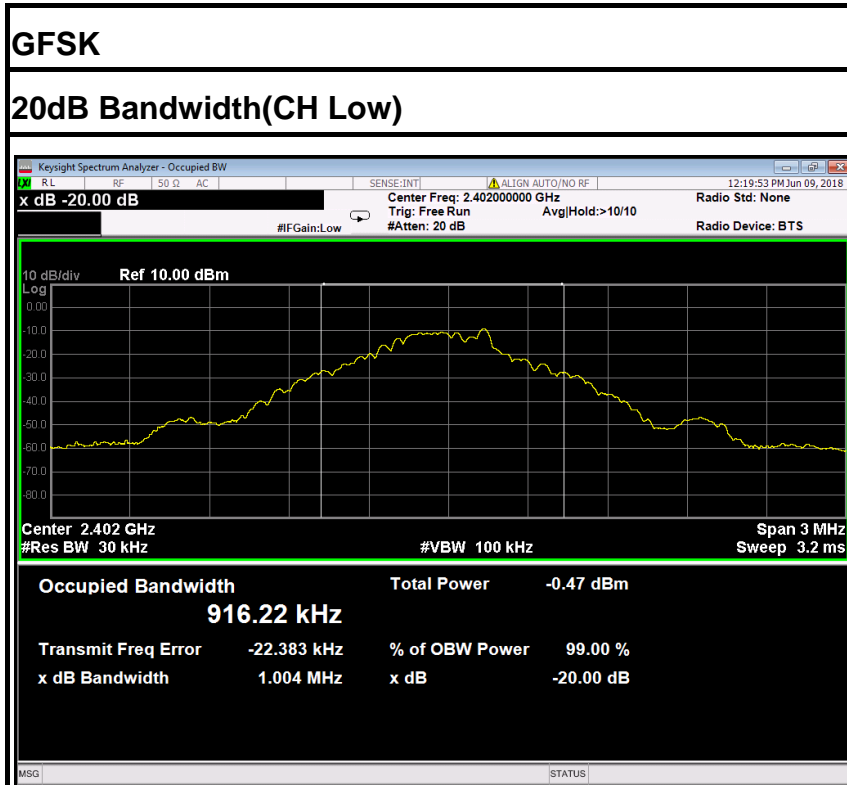 GFSK
20dB Bandwidth(CH Low)
Keysight Spectrum Analyzer - Occupied BW
LXI RL RF 50 Ω AC SENSE:INT ALIGN AUTO/NO RF 12:19:53 PM Jun 09, 2018
x dB -20.00 dB Center Freq: 2.402000000 GHz Radio Std: None
Trig: Free Run Avg|Hold:>10/10
#IFGain:Low #Atten: 20 dB Radio Device: BTS
10 dB/div Ref 10.00 dBm
Log
0.00
-10.0
-20.0
-30.0
-40.0
-50.0
-60.0
-70.0
-80.0
Center 2.402 GHz Span 3 MHz
#Res BW 30 kHz #VBW 100 kHz Sweep 3.2 ms
Occupied Bandwidth Total Power -0.47 dBm
916.22 kHz
Transmit Freq Error -22.383 kHz % of OBW Power 99.00 %
x dB Bandwidth 1.004 MHz x dB -20.00 dB
MSG STATUS